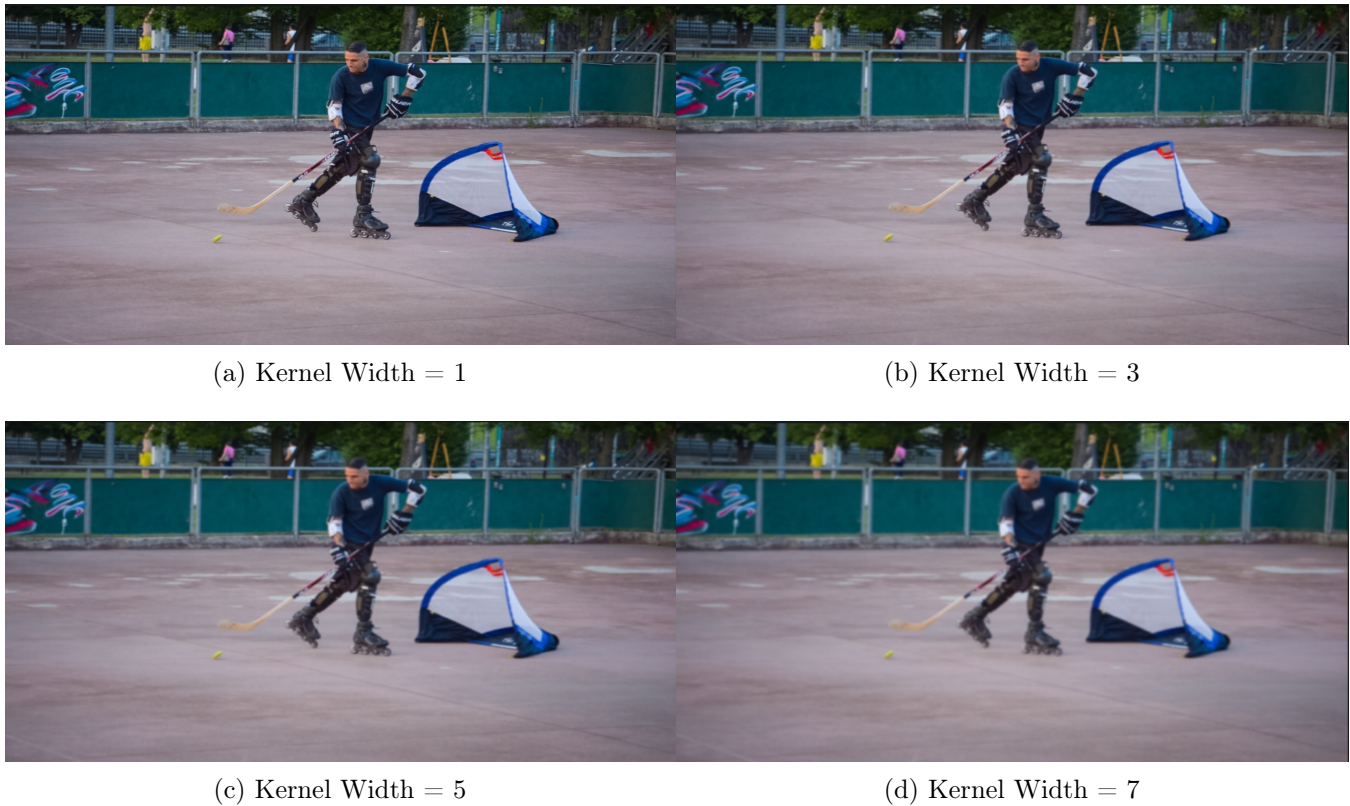 (a) Kernel Width = 1
(b) Kernel Width = 3
(c) Kernel Width = 5
(d) Kernel Width = 7